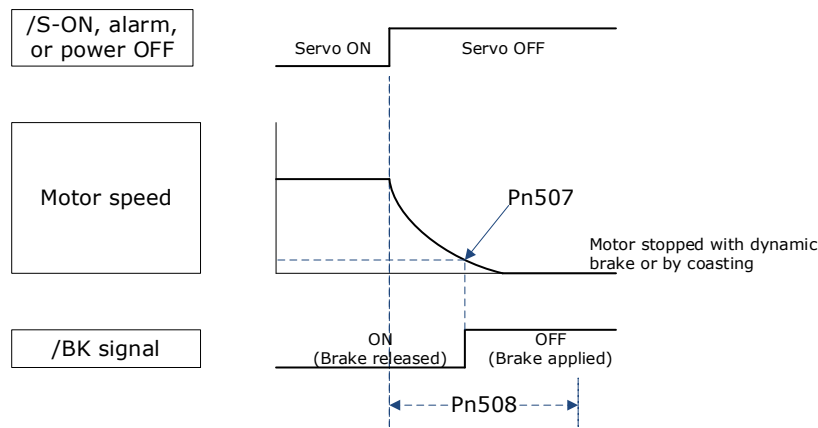 /S-ON, alarm,
or power OFF
Servo ON
Servo OFF
Motor speed
Pn507
Motor stopped with dynamic
brake or by coasting
/BK signal
ON
(Brake released)
OFF
(Brake applied)
Pn508